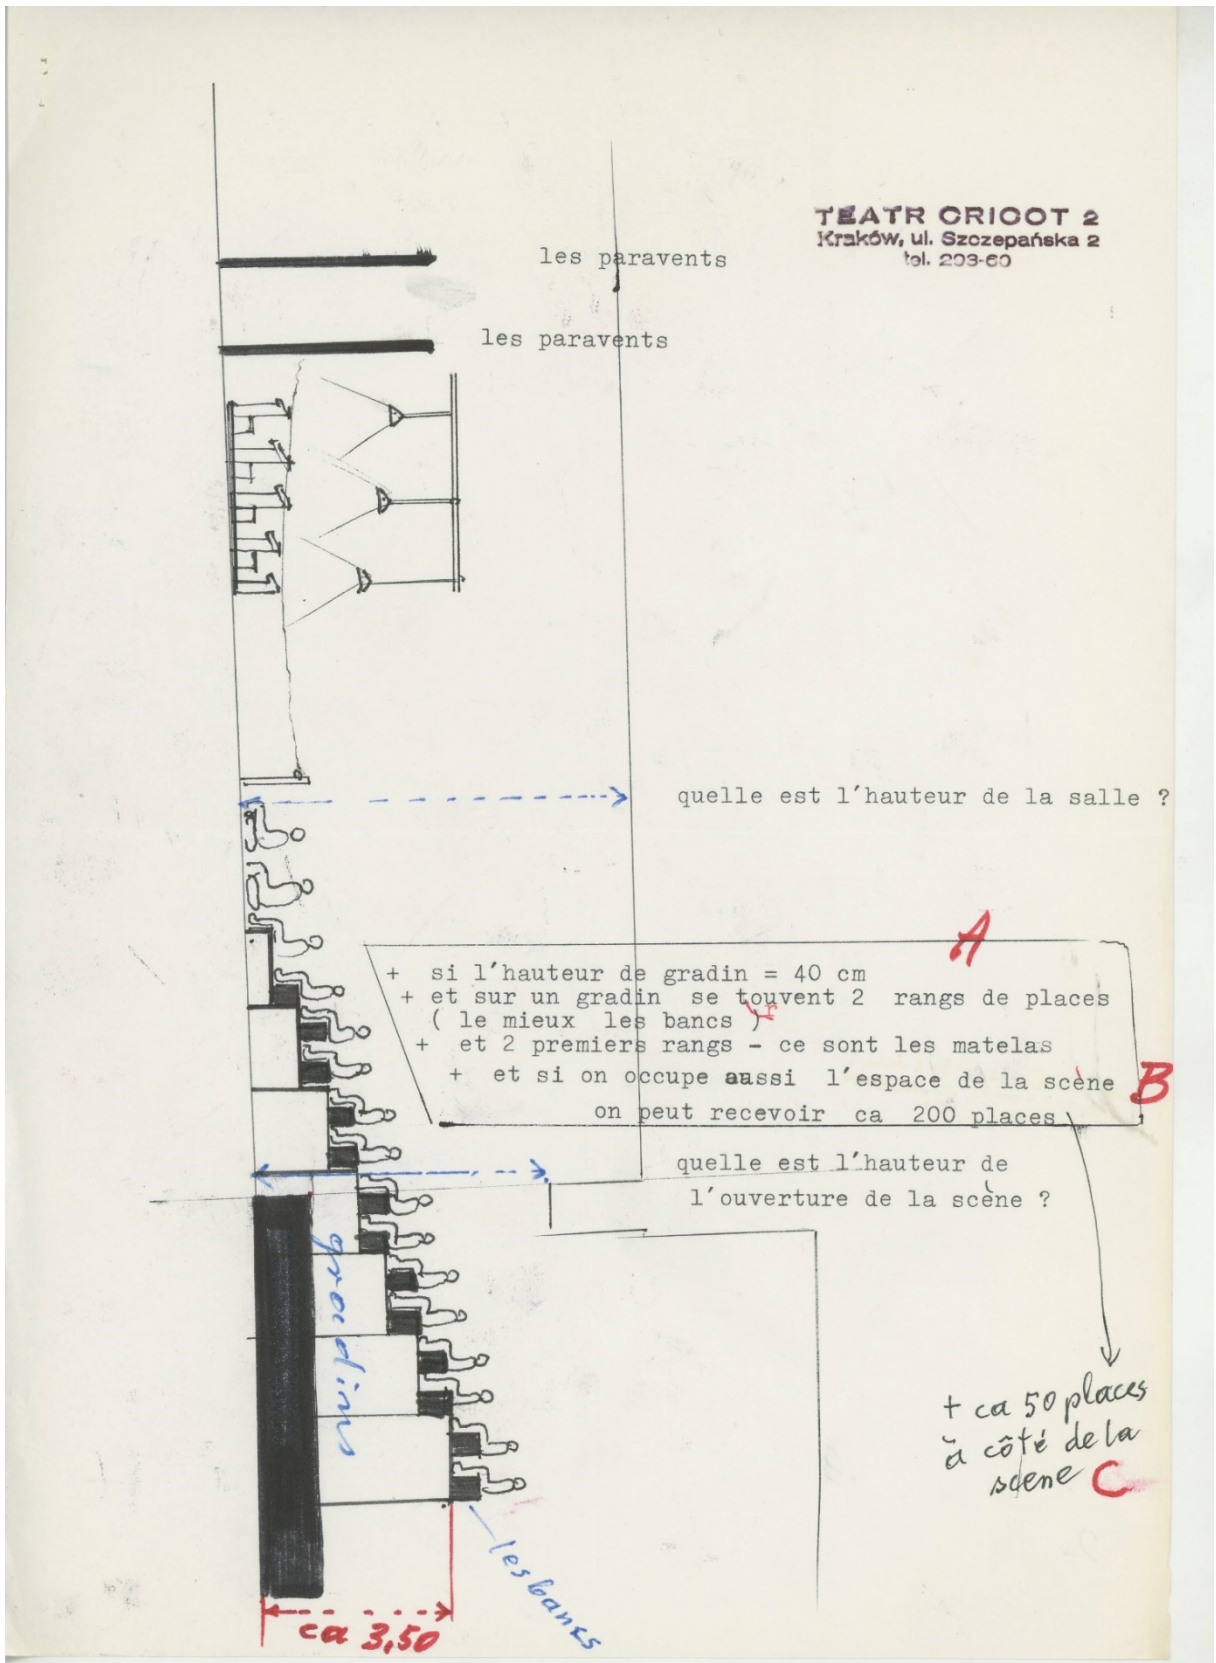 TEATR CRICOT 2
Kraków, ul. Szczepańska 2
tel. 203-60
les paravents
les paravents
quelle est l'hauteur de la salle ?
A
+ si l'hauteur de gradin = 40 cm
+ et sur un gradin se touvent 2 rangs de places
r
( le mieux les bancs )
+ et 2 premiers rangs - ce sont les matelas
+ et si on occupe aussi l'espace de la scène
B
on peut recevoir ca 200 places
quelle est l'hauteur de
l'ouverture de la scène ?
gradins
+ ca 50 places
à côté de la
scene C
les bancs
ca 3,50